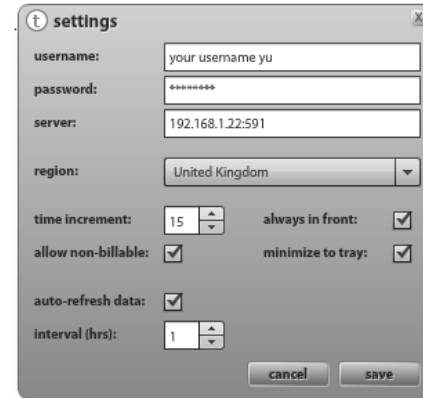 t settings X
username: your username yu
password: ********
server: 192.168.1.22:591
region: United Kingdom
time increment: 15 always in front:
allow non-billable: minimize to tray:
auto-refresh data:
interval (hrs): 1
cancel save